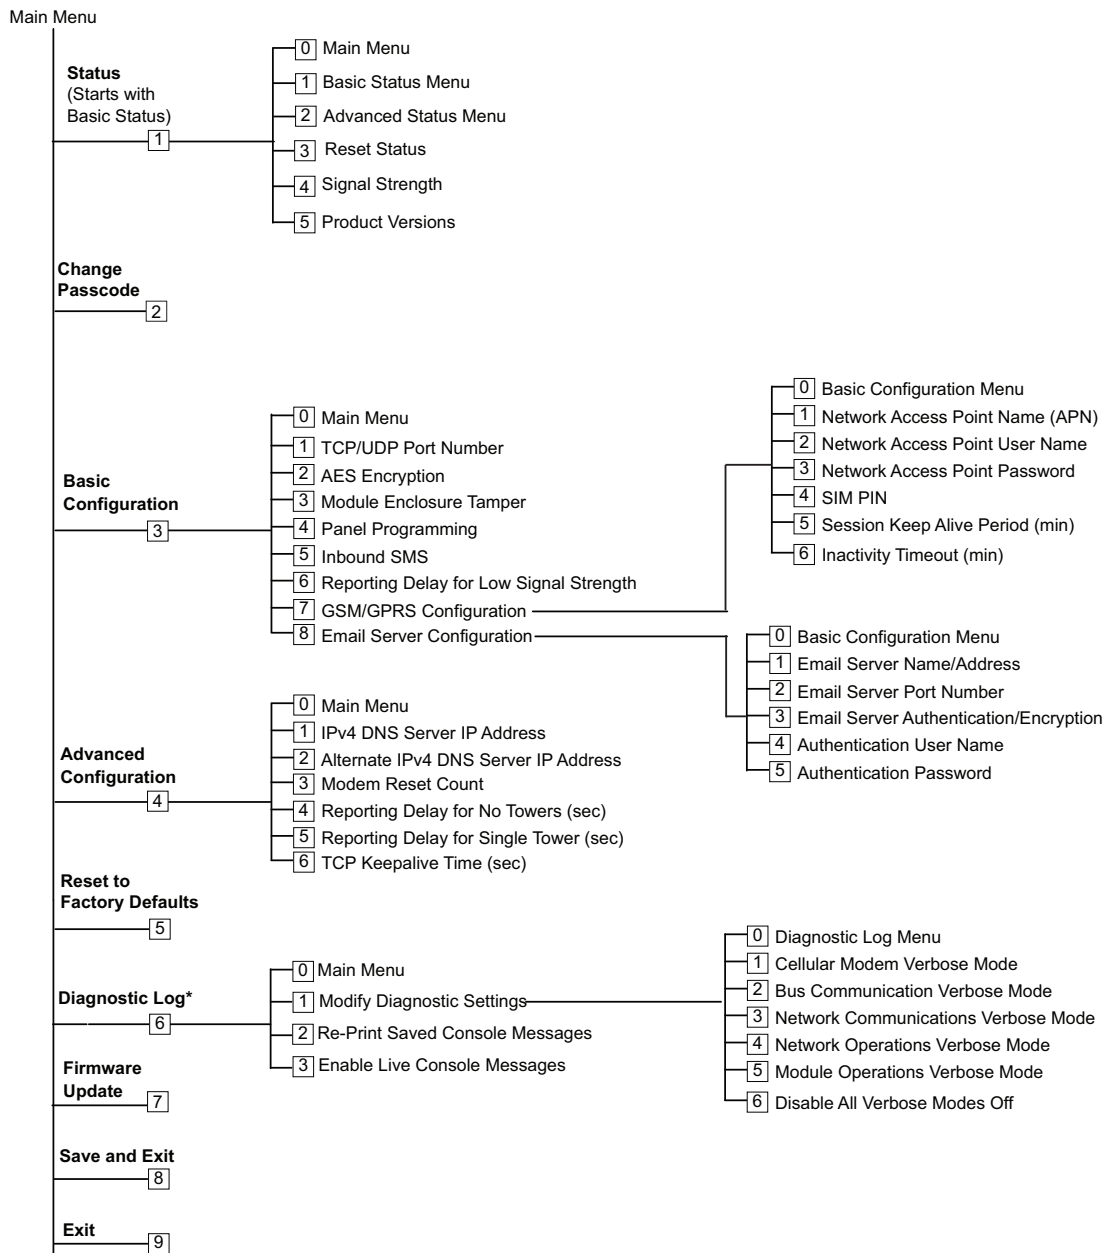 Main Menu
Status
(Starts with
Basic Status)
1
0 Main Menu
1 Basic Status Menu
2 Advanced Status Menu
3 Reset Status
4 Signal Strength
5 Product Versions
Change
Passcode
2
Basic
Configuration
3
0 Main Menu
1 TCP/UDP Port Number
2 AES Encryption
3 Module Enclosure Tamper
4 Panel Programming
5 Inbound SMS
6 Reporting Delay for Low Signal Strength
7 GSM/GPRS Configuration
8 Email Server Configuration
0 Basic Configuration Menu
1 Network Access Point Name (APN)
2 Network Access Point User Name
3 Network Access Point Password
4 SIM PIN
5 Session Keep Alive Period (min)
6 Inactivity Timeout (min)
0 Basic Configuration Menu
1 Email Server Name/Address
2 Email Server Port Number
3 Email Server Authentication/Encryption
4 Authentication User Name
5 Authentication Password
Advanced
Configuration
4
0 Main Menu
1 IPv4 DNS Server IP Address
2 Alternate IPv4 DNS Server IP Address
3 Modem Reset Count
4 Reporting Delay for No Towers (sec)
5 Reporting Delay for Single Tower (sec)
6 TCP Keepalive Time (sec)
Reset to
Factory Defaults
5
Diagnostic Log*
6
0 Main Menu
1 Modify Diagnostic Settings
2 Re-Print Saved Console Messages
3 Enable Live Console Messages
0 Diagnostic Log Menu
1 Cellular Modem Verbose Mode
2 Bus Communication Verbose Mode
3 Network Communications Verbose Mode
4 Network Operations Verbose Mode
5 Module Operations Verbose Mode
6 Disable All Verbose Modes Off
Firmware
Update
7
Save and Exit
8
Exit
9